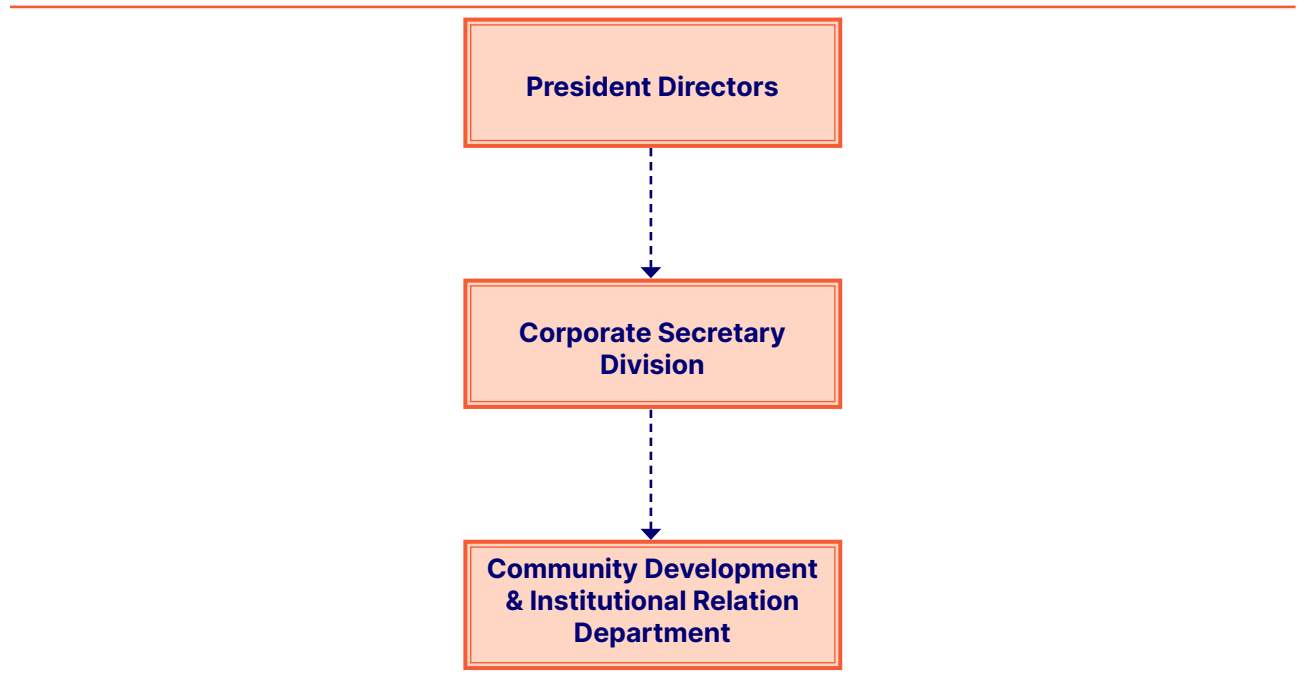 President Directors
Corporate Secretary
Division
Community Development
& Institutional Relation
Department